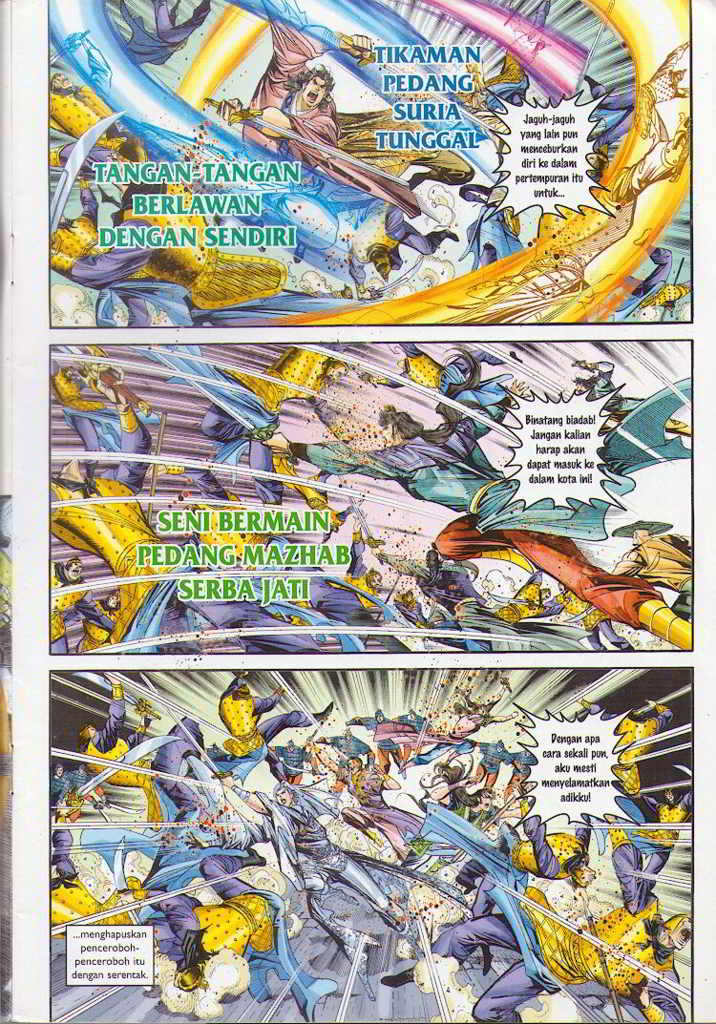 TIKAMAN
PEDANG
SURIA
TUNGGAL
Jaguh-jaguh
yang lain pun
menceburkan
diri ke dalam
pertempuran itu
untuk...
TANGAN-TANGAN
BERLAWAN
DENGAN SENDIRI
Binatang biadab!
Jangan kalian
harap akan
dapat masuk ke
dalam kota ini!
SENI BERMAIN
PEDANG MAZHAB
SERBA JATI
Dengan apa
cara sekali pun,
aku mesti
menyelamatkan
adikku!
...menghapuskan
penceroboh-
penceroboh itu
dengan serentak.